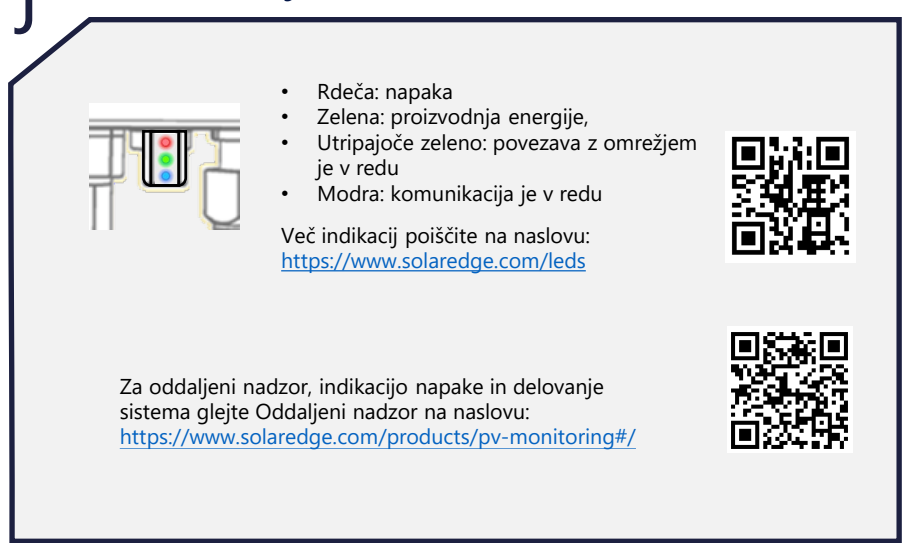 • Rdeča: napaka
• Zelena: proizvodnja energije,
• Utripajoče zeleno: povezava z omrežjem
je v redu
• Modra: komunikacija je v redu
Več indikacij poiščite na naslovu:
https://www.solaredge.com/leds
Za oddaljeni nadzor, indikacijo napake in delovanje
sistema glejte Oddaljeni nadzor na naslovu:
https://www.solaredge.com/products/pv-monitoring#/